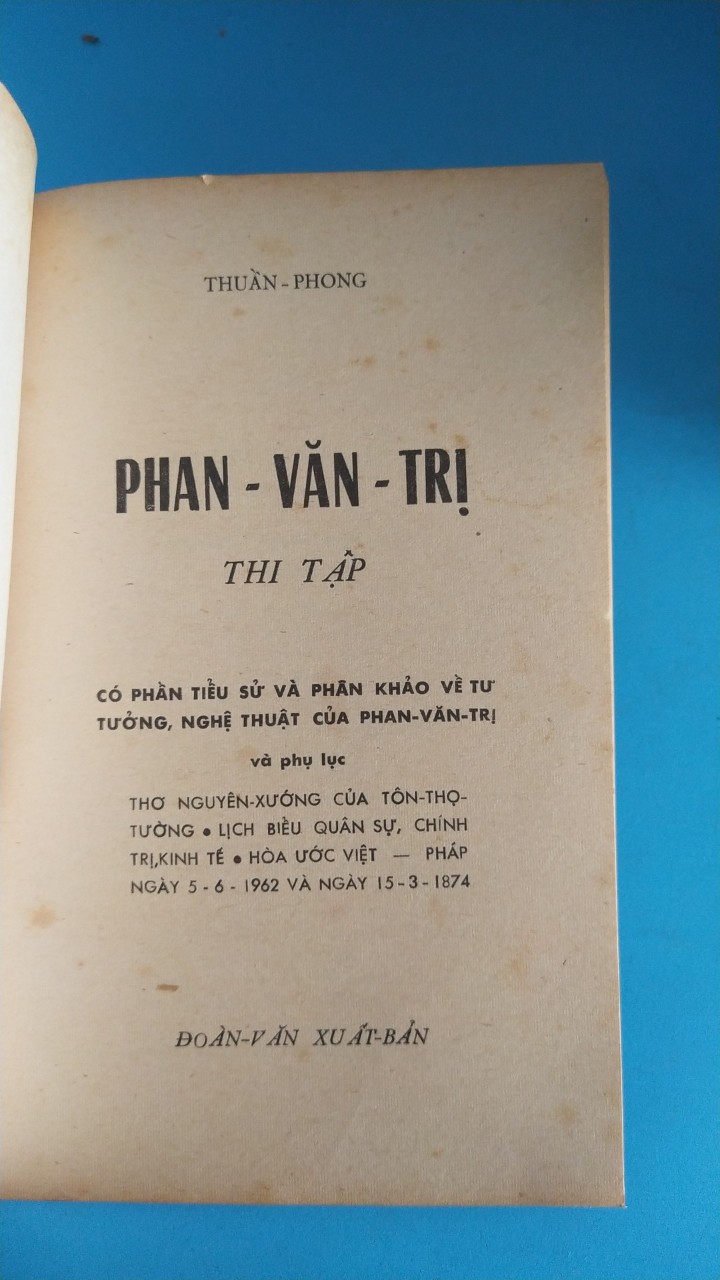 THUẦN-PHONG
PHAN - VĂN - TRỊ
THI TẬP
CÓ PHẦN TIỂU SỬ VÀ PHÂN KHẢO VỀ TƯ
TƯỞNG, NGHỆ THUẬT CỦA PHAN-VĂN-TRỊ
và phụ lục
THƠ NGUYÊN-XƯỚNG CỦA TÔN-THỌ-
TƯỜNG • LỊCH BIỂU QUÂN SỰ, CHÍNH
TRỊ,KINH TẾ • HÒA ƯỚC VIỆT — PHÁP
NGÀY 5 - 6 - 1962 VÀ NGÀY 15-3-1874
ĐOÀN-VĂN XUẤT-BẢN